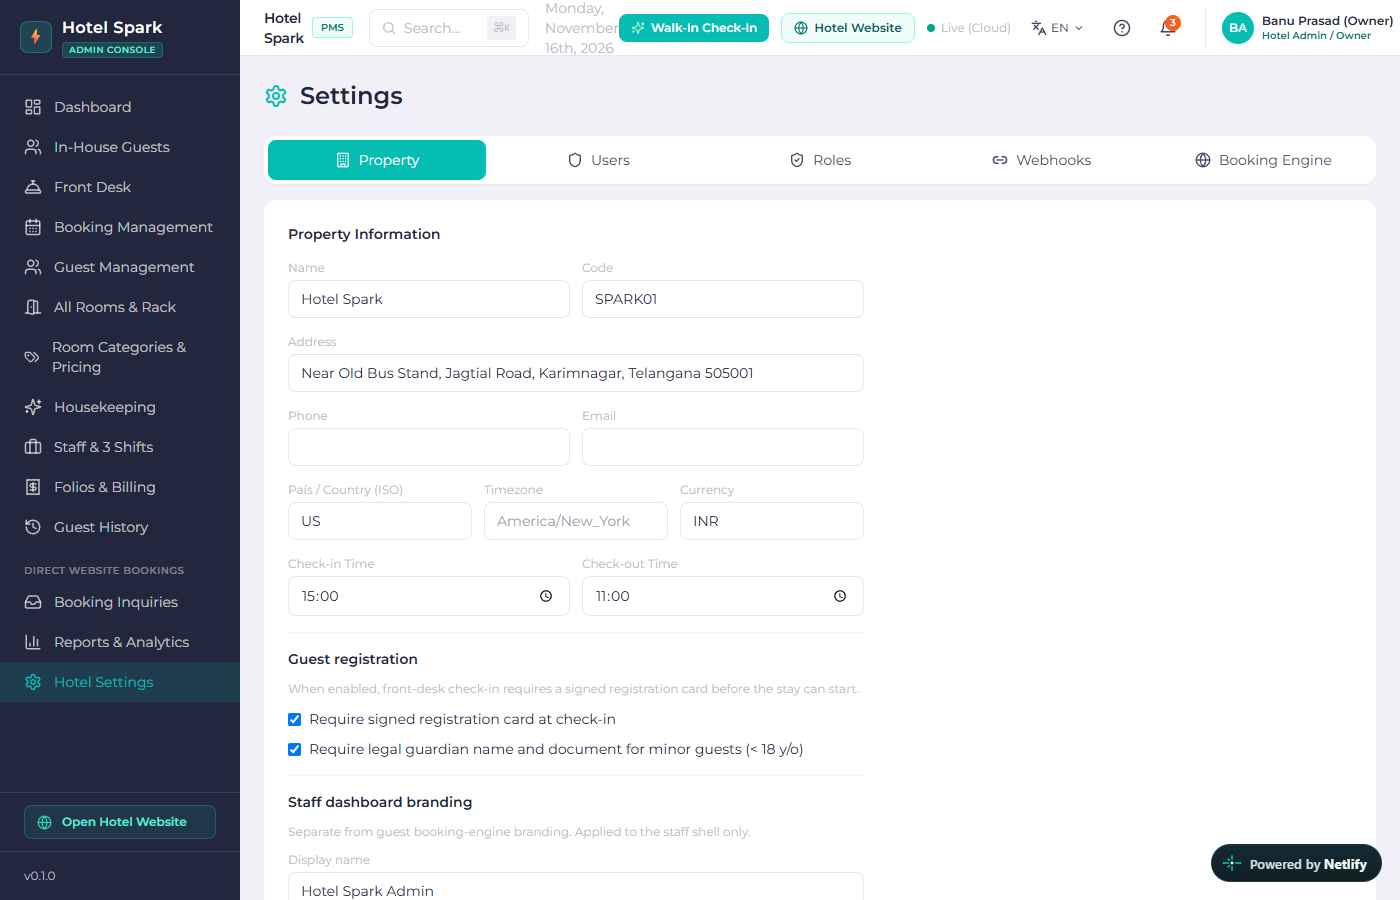 Hotel Spark
ADMIN CONSOLE
Dashboard
In-House Guests
Front Desk
Booking Management
Guest Management
All Rooms & Rack
Room Categories &
Pricing
Housekeeping
Staff & 3 Shifts
Folios & Billing
Guest History
DIRECT WEBSITE BOOKINGS
Booking Inquiries
Reports & Analytics
Hotel Settings
Open Hotel Website
v0.1.0
Hotel
Spark
PMS
Search...
⌘K
Monday,
November
16th, 2026
Walk-In Check-In
Hotel Website
Live (Cloud)
EN
3
BA
Banu Prasad (Owner)
Hotel Admin / Owner
Settings
Property
Users
Roles
Webhooks
Booking Engine
Property Information
Name
Code
Hotel Spark
SPARK01
Address
Near Old Bus Stand, Jagtial Road, Karimnagar, Telangana 505001
Phone
Email
País / Country (ISO)
Timezone
Currency
US
America/New_York
INR
Check-in Time
Check-out Time
15:00
11:00
Guest registration
When enabled, front-desk check-in requires a signed registration card before the stay can start.
Require signed registration card at check-in
Require legal guardian name and document for minor guests (< 18 y/o)
Staff dashboard branding
Separate from guest booking-engine branding. Applied to the staff shell only.
Display name
Hotel Spark Admin
Powered by Netlify